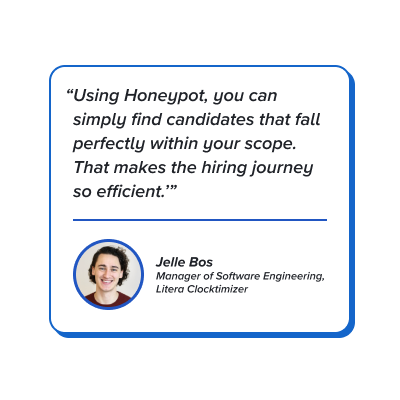 “Using Honeypot, you can
simply find candidates that fall
perfectly within your scope.
That makes the hiring journey
so efficient.’”
Jelle Bos
Manager of Software Engineering,
Litera Clocktimizer